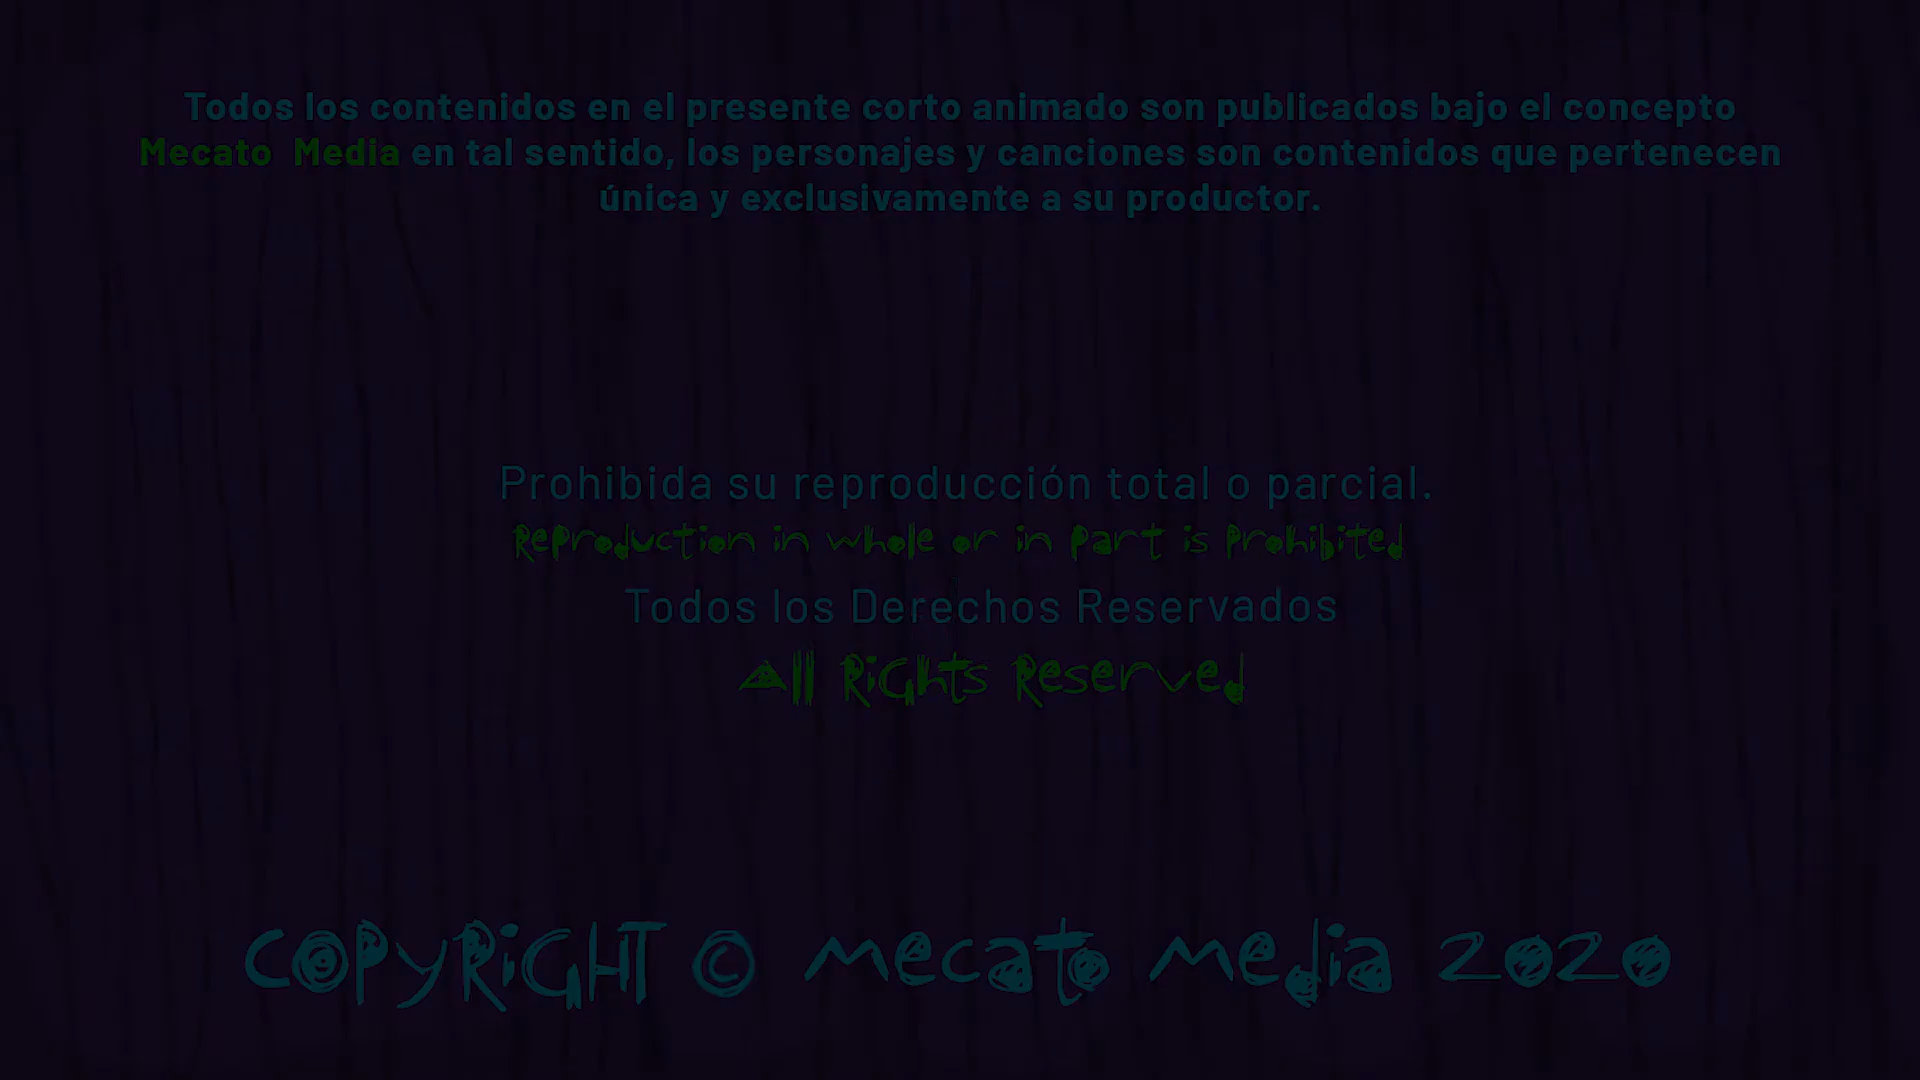 Todos los contenidos en el presente corto animado son publicados bajo el concepto
Mecato Media en tal sentido, los personajes y canciones son contenidos que pertenecen
única y exclusivamente a su productor.
Prohibida su reproducción total o parcial.
Reproduction in whole or in Part is Prohibited
Todos los Derechos Reservados
All Rights Reserved
COPYRIGHT © mecato media 2020